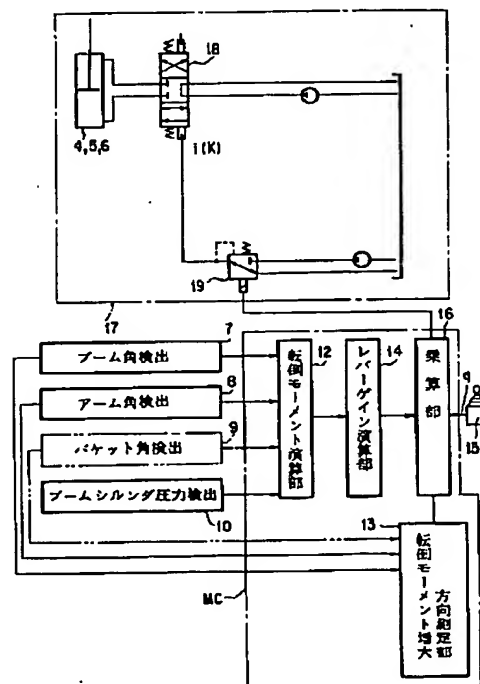 18
4,5,6
i(K)
19
17
16
7
ブーム角検出
8
アーム角検出
9
バケット角検出
ブームシルンダ圧力検出
10
12
転倒モーメント演算部
14
レバーゲイン演算部
乗算部
15
13
転倒モーメント増大
方向判定部
MC